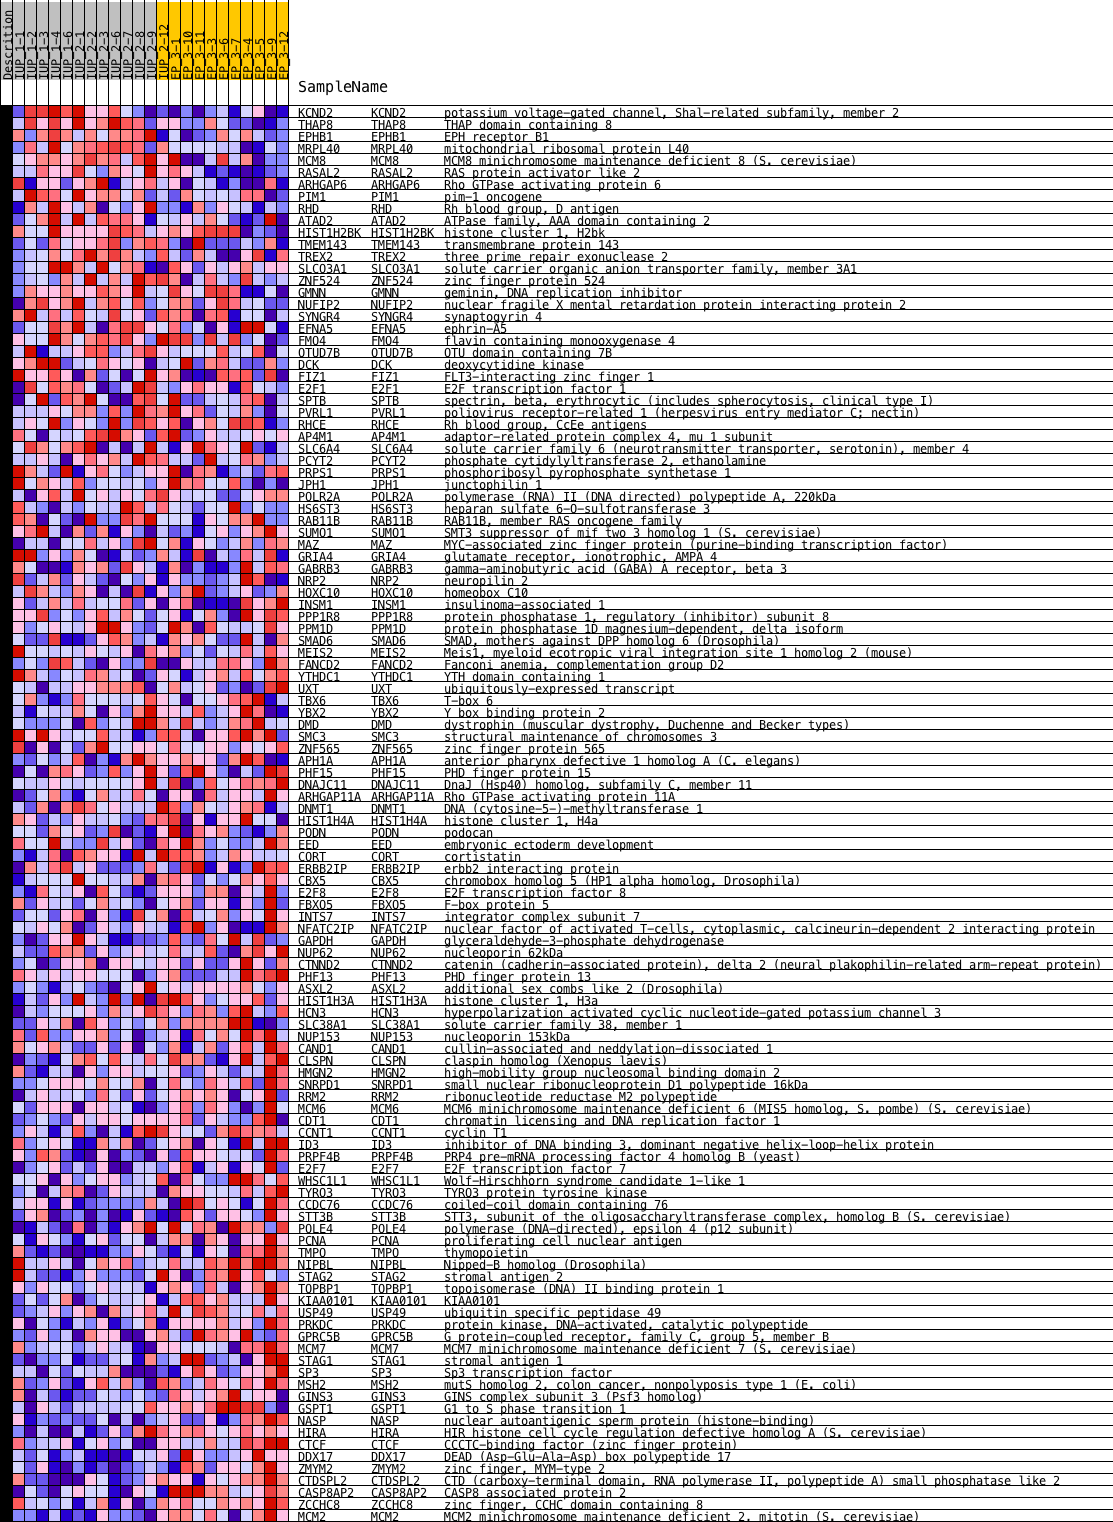 Descrition
IUP_1-1
IUP_1-2
IUP_1-3
IUP_1-4
IUP_1-6
IUP_2-1
IUP_2-2
IUP_2-3
IUP_2-6
IUP_2-7
IUP_2-8
IUP_2-9
IUP_2-12
EP_3-1
EP_3-10
EP_3-11
EP_3-3
EP_3-6
EP_3-7
EP_3-4
EP_3-5
EP_3-9
EP_3-12
SampleName
KCND2 KCND2 potassium voltage-gated channel, Shal-related subfamily, member 2
THAP8 THAP8 THAP domain containing 8
EPHB1 EPHB1 EPH receptor B1
MRPL40 MRPL40 mitochondrial ribosomal protein L40
MCM8 MCM8 MCM8 minichromosome maintenance deficient 8 (S. cerevisiae)
RASAL2 RASAL2 RAS protein activator like 2
ARHGAP6 ARHGAP6 Rho GTPase activating protein 6
PIM1 PIM1 pim-1 oncogene
RHD RHD Rh blood group, D antigen
ATAD2 ATAD2 ATPase family, AAA domain containing 2
HIST1H2BK HIST1H2BK histone cluster 1, H2bk
TMEM143 TMEM143 transmembrane protein 143
TREX2 TREX2 three prime repair exonuclease 2
SLCO3A1 SLCO3A1 solute carrier organic anion transporter family, member 3A1
ZNF524 ZNF524 zinc finger protein 524
GMNN GMNN geminin, DNA replication inhibitor
NUFIP2 NUFIP2 nuclear fragile X mental retardation protein interacting protein 2
SYNGR4 SYNGR4 synaptogyrin 4
EFNA5 EFNA5 ephrin-A5
FMO4 FMO4 flavin containing monooxygenase 4
OTUD7B OTUD7B OTU domain containing 7B
DCK DCK deoxycytidine kinase
FIZ1 FIZ1 FLT3-interacting zinc finger 1
E2F1 E2F1 E2F transcription factor 1
SPTB SPTB spectrin, beta, erythrocytic (includes spherocytosis, clinical type I)
PVRL1 PVRL1 poliovirus receptor-related 1 (herpesvirus entry mediator C; nectin)
RHCE RHCE Rh blood group, CcEe antigens
AP4M1 AP4M1 adaptor-related protein complex 4, mu 1 subunit
SLC6A4 SLC6A4 solute carrier family 6 (neurotransmitter transporter, serotonin), member 4
PCYT2 PCYT2 phosphate cytidylyltransferase 2, ethanolamine
PRPS1 PRPS1 phosphoribosyl pyrophosphate synthetase 1
JPH1 JPH1 junctophilin 1
POLR2A POLR2A polymerase (RNA) II (DNA directed) polypeptide A, 220kDa
HS6ST3 HS6ST3 heparan sulfate 6-O-sulfotransferase 3
RAB11B RAB11B RAB11B, member RAS oncogene family
SUMO1 SUMO1 SMT3 suppressor of mif two 3 homolog 1 (S. cerevisiae)
MAZ MAZ MYC-associated zinc finger protein (purine-binding transcription factor)
GRIA4 GRIA4 glutamate receptor, ionotrophic, AMPA 4
GABRB3 GABRB3 gamma-aminobutyric acid (GABA) A receptor, beta 3
NRP2 NRP2 neuropilin 2
HOXC10 HOXC10 homeobox C10
INSM1 INSM1 insulinoma-associated 1
PPP1R8 PPP1R8 protein phosphatase 1, regulatory (inhibitor) subunit 8
PPM1D PPM1D protein phosphatase 1D magnesium-dependent, delta isoform
SMAD6 SMAD6 SMAD, mothers against DPP homolog 6 (Drosophila)
MEIS2 MEIS2 Meis1, myeloid ecotropic viral integration site 1 homolog 2 (mouse)
FANCD2 FANCD2 Fanconi anemia, complementation group D2
YTHDC1 YTHDC1 YTH domain containing 1
UXT UXT ubiquitously-expressed transcript
TBX6 TBX6 T-box 6
YBX2 YBX2 Y box binding protein 2
DMD DMD dystrophin (muscular dystrophy, Duchenne and Becker types)
SMC3 SMC3 structural maintenance of chromosomes 3
ZNF565 ZNF565 zinc finger protein 565
APH1A APH1A anterior pharynx defective 1 homolog A (C. elegans)
PHF15 PHF15 PHD finger protein 15
DNAJC11 DNAJC11 DnaJ (Hsp40) homolog, subfamily C, member 11
ARHGAP11A ARHGAP11A Rho GTPase activating protein 11A
DNMT1 DNMT1 DNA (cytosine-5-)-methyltransferase 1
HIST1H4A HIST1H4A histone cluster 1, H4a
PODN PODN podocan
EED EED embryonic ectoderm development
CORT CORT cortistatin
ERBB2IP ERBB2IP erbb2 interacting protein
CBX5 CBX5 chromobox homolog 5 (HP1 alpha homolog, Drosophila)
E2F8 E2F8 E2F transcription factor 8
FBXO5 FBXO5 F-box protein 5
INTS7 INTS7 integrator complex subunit 7
NFATC2IP NFATC2IP nuclear factor of activated T-cells, cytoplasmic, calcineurin-dependent 2 interacting protein
GAPDH GAPDH glyceraldehyde-3-phosphate dehydrogenase
NUP62 NUP62 nucleoporin 62kDa
CTNND2 CTNND2 catenin (cadherin-associated protein), delta 2 (neural plakophilin-related arm-repeat protein)
PHF13 PHF13 PHD finger protein 13
ASXL2 ASXL2 additional sex combs like 2 (Drosophila)
HIST1H3A HIST1H3A histone cluster 1, H3a
HCN3 HCN3 hyperpolarization activated cyclic nucleotide-gated potassium channel 3
SLC38A1 SLC38A1 solute carrier family 38, member 1
NUP153 NUP153 nucleoporin 153kDa
CAND1 CAND1 cullin-associated and neddylation-dissociated 1
CLSPN CLSPN claspin homolog (Xenopus laevis)
HMGN2 HMGN2 high-mobility group nucleosomal binding domain 2
SNRPD1 SNRPD1 small nuclear ribonucleoprotein D1 polypeptide 16kDa
RRM2 RRM2 ribonucleotide reductase M2 polypeptide
MCM6 MCM6 MCM6 minichromosome maintenance deficient 6 (MIS5 homolog, S. pombe) (S. cerevisiae)
CDT1 CDT1 chromatin licensing and DNA replication factor 1
CCNT1 CCNT1 cyclin T1
ID3 ID3 inhibitor of DNA binding 3, dominant negative helix-loop-helix protein
PRPF4B PRPF4B PRP4 pre-mRNA processing factor 4 homolog B (yeast)
E2F7 E2F7 E2F transcription factor 7
WHSC1L1 WHSC1L1 Wolf-Hirschhorn syndrome candidate 1-like 1
TYRO3 TYRO3 TYRO3 protein tyrosine kinase
CCDC76 CCDC76 coiled-coil domain containing 76
STT3B STT3B STT3, subunit of the oligosaccharyltransferase complex, homolog B (S. cerevisiae)
POLE4 POLE4 polymerase (DNA-directed), epsilon 4 (p12 subunit)
PCNA PCNA proliferating cell nuclear antigen
TMPO TMPO thymopoietin
NIPBL NIPBL Nipped-B homolog (Drosophila)
STAG2 STAG2 stromal antigen 2
TOPBP1 TOPBP1 topoisomerase (DNA) II binding protein 1
KIAA0101 KIAA0101 KIAA0101
USP49 USP49 ubiquitin specific peptidase 49
PRKDC PRKDC protein kinase, DNA-activated, catalytic polypeptide
GPRC5B GPRC5B G protein-coupled receptor, family C, group 5, member B
MCM7 MCM7 MCM7 minichromosome maintenance deficient 7 (S. cerevisiae)
STAG1 STAG1 stromal antigen 1
SP3 SP3 Sp3 transcription factor
MSH2 MSH2 mutS homolog 2, colon cancer, nonpolyposis type 1 (E. coli)
GINS3 GINS3 GINS complex subunit 3 (Psf3 homolog)
GSPT1 GSPT1 G1 to S phase transition 1
NASP NASP nuclear autoantigenic sperm protein (histone-binding)
HIRA HIRA HIR histone cell cycle regulation defective homolog A (S. cerevisiae)
CTCF CTCF CCCTC-binding factor (zinc finger protein)
DDX17 DDX17 DEAD (Asp-Glu-Ala-Asp) box polypeptide 17
ZMYM2 ZMYM2 zinc finger, MYM-type 2
CTDSPL2 CTDSPL2 CTD (carboxy-terminal domain, RNA polymerase II, polypeptide A) small phosphatase like 2
CASP8AP2 CASP8AP2 CASP8 associated protein 2
ZCCHC8 ZCCHC8 zinc finger, CCHC domain containing 8
MCM2 MCM2 MCM2 minichromosome maintenance deficient 2, mitotin (S. cerevisiae)